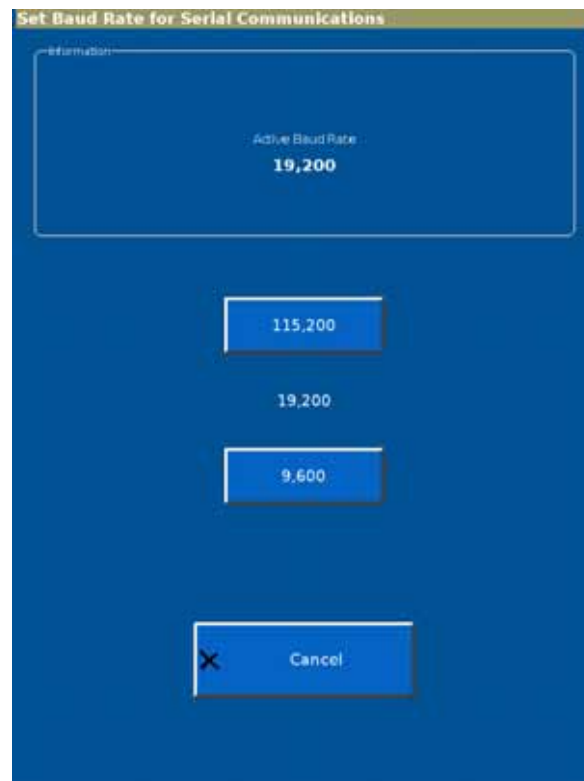 Set Baud Rate for Serial Communications
Information
Active Baud Rate
19,200
115,200
19,200
9,600
Cancel